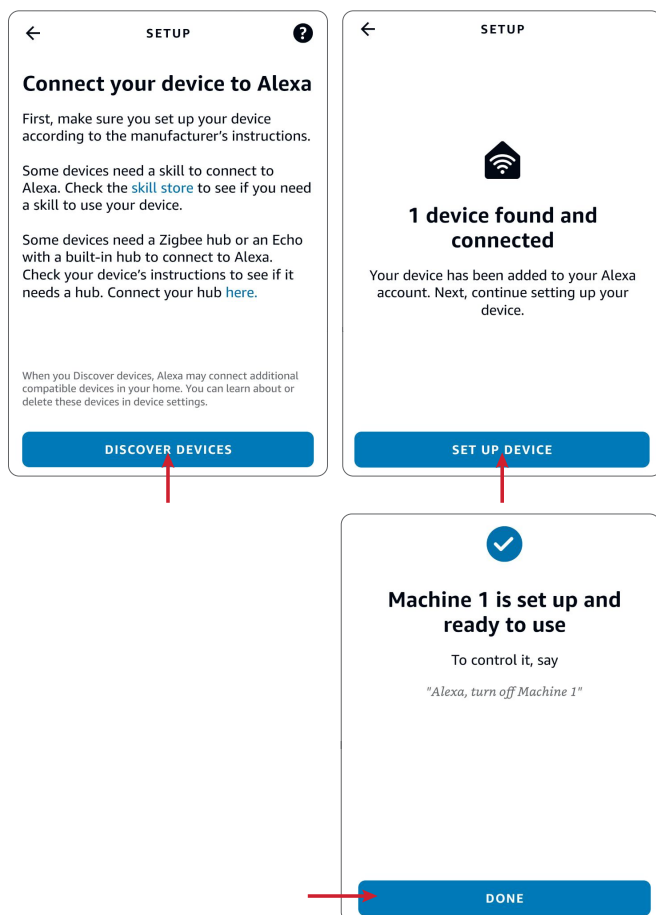 SETUP
?
Connect your device to Alexa
First, make sure you set up your device
according to the manufacturer's instructions.
Some devices need a skill to connect to
Alexa. Check the skill store to see if you need
a skill to use your device.
Some devices need a Zigbee hub or an Echo
with a built-in hub to connect to Alexa.
Check your device's instructions to see if it
needs a hub. Connect your hub here.
When you Discover devices, Alexa may connect additional
compatible devices in your home. You can learn about or
delete these devices in device settings.
DISCOVER DEVICES
SETUP
1 device found and
connected
Your device has been added to your Alexa
account. Next, continue setting up your
device.
SET UP DEVICE
Machine 1 is set up and
ready to use
To control it, say
"Alexa, turn off Machine 1"
DONE